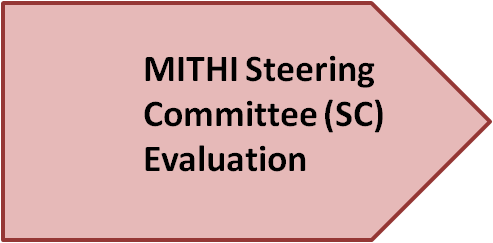 MITHI Steering
Committee (SC)
Evaluation